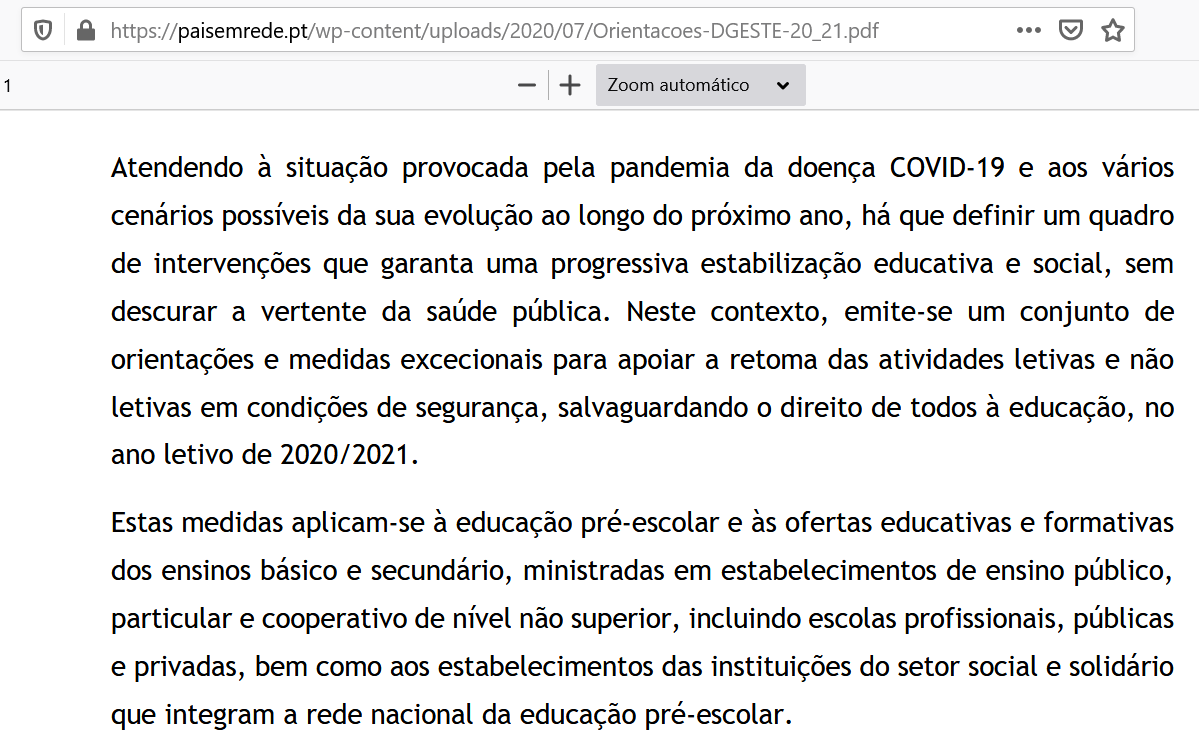 https://paisemrede.pt/wp-content/uploads/2020/07/Orientacoes-DGESTE-20_21.pdf
1
Zoom automático
Atendendo à situação provocada pela pandemia da doença COVID-19 e aos vários
cenários possíveis da sua evolução ao longo do próximo ano, há que definir um quadro
de intervenções que garanta uma progressiva estabilização educativa e social, sem
descurar a vertente da saúde pública. Neste contexto, emite-se um conjunto de
orientações e medidas excecionais para apoiar a retoma das atividades letivas e não
letivas em condições de segurança, salvaguardando o direito de todos à educação, no
ano letivo de 2020/2021.
Estas medidas aplicam-se à educação pré-escolar e às ofertas educativas e formativas
dos ensinos básico e secundário, ministradas em estabelecimentos de ensino público,
particular e cooperativo de nível não superior, incluindo escolas profissionais, públicas
e privadas, bem como aos estabelecimentos das instituições do setor social e solidário
que integram a rede nacional da educação pré-escolar.